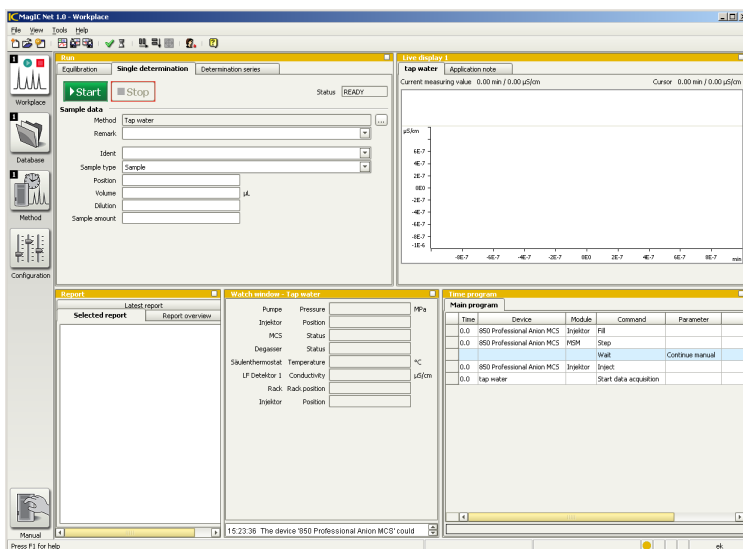 MagIC Net 1.0 - Workplace
File View Tools Help
Run
Equilibration Single determination Determination series
Start Stop Status READY
Sample data
Method Tap water ...
Remark
Ident
Sample type Sample
Position
Volume µL
Dilution
Sample amount
Live display 1
tap water Application note
Current measuring value 0.00 min / 0.00 µS/cm Cursor 0.00 min / 0.00 µS/cm
µS/cm
6E-7
4E-7
2E-7
0E0
-2E-7
-4E-7
-6E-7
-8E-7
-1E-6
-8E-7 -6E-7 -4E-7 -2E-7 0E0 2E-7 4E-7 6E-7 8E-7 min
1
Workplace
1
Database
1
Method
Configuration
Manual
Report
Latest report
Selected report Report overview
Watch window - Tap water
Pumpe Pressure MPa
Injektor Position
MCS Status
Degasser Status
Säulenthermostat Temperature °C
LF Detektor 1 Conductivity µS/cm
Rack Rack position
Injektor Position
15:23:36 The device '850 Professional Anion MCS' could
Time program
Main program
Time Device Module Command Parameter
0.0 850 Professional Anion MCS Injektor Fill
0.0 850 Professional Anion MCS MSM Step
Wait Continue manual
0.0 850 Professional Anion MCS Injektor Inject
0.0 tap water Start data acquisition
Press F1 for help
ek